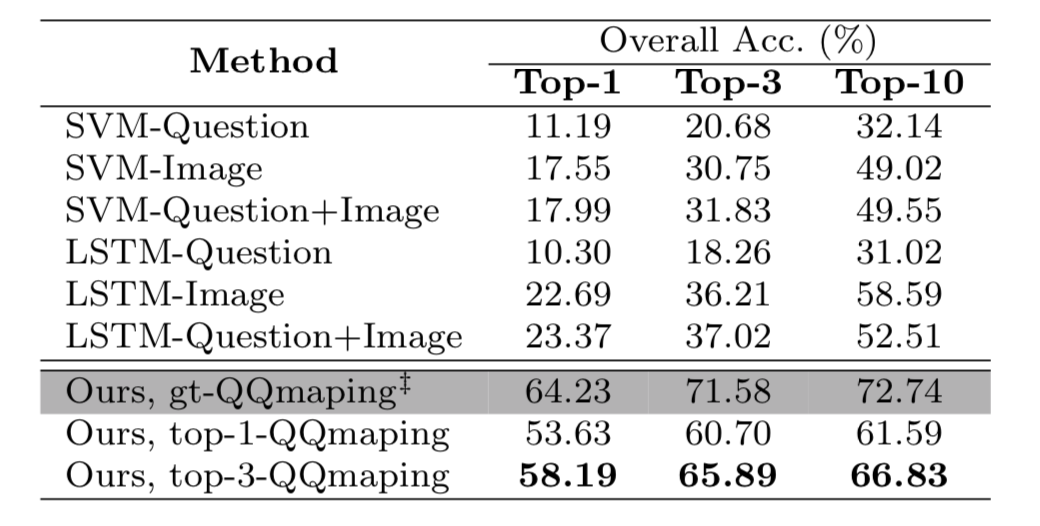 Method Overall Acc. (%)
Top-1 Top-3 Top-10
SVM-Question 11.19 20.68 32.14
SVM-Image 17.55 30.75 49.02
SVM-Question+Image 17.99 31.83 49.55
LSTM-Question 10.30 18.26 31.02
LSTM-Image 22.69 36.21 58.59
LSTM-Question+Image 23.37 37.02 52.51
Ours, gt-QQmaping‡ 64.23 71.58 72.74
Ours, top-1-QQmaping 53.63 60.70 61.59
Ours, top-3-QQmaping 58.19 65.89 66.83